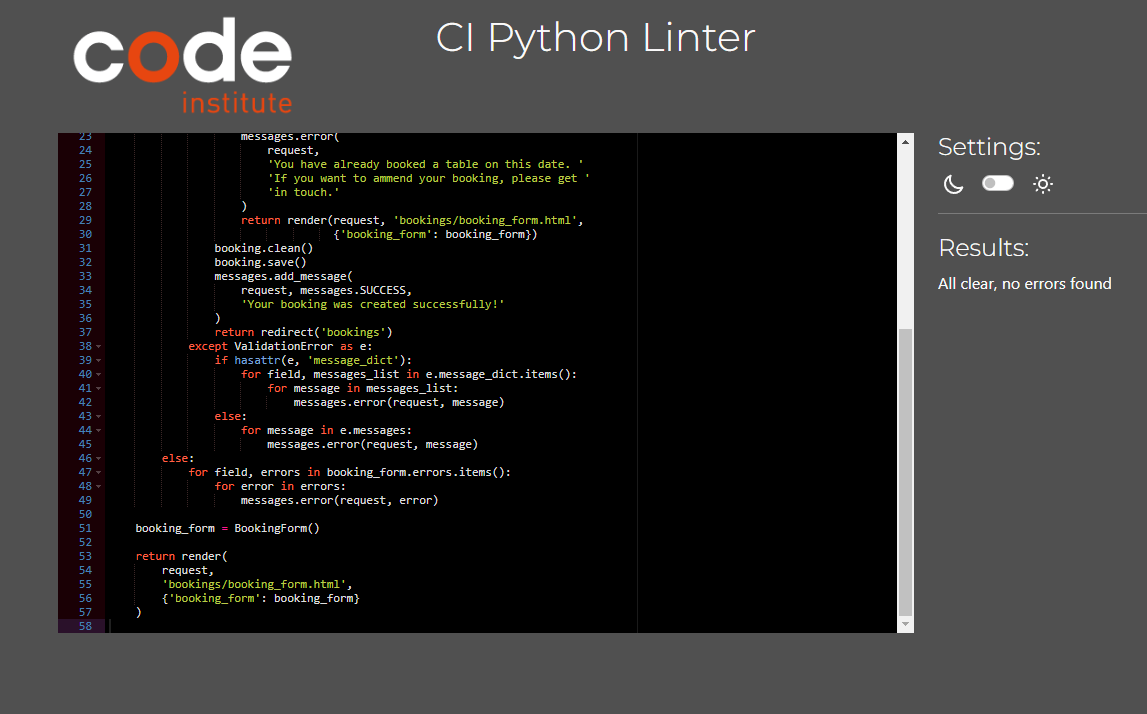 code
institute
CI Python Linter
23 messages.error(
24 request,
25 'You have already booked a table on this date. '
26 'If you want to ammend your booking, please get '
27 'in touch.'
28 )
29 return render(request, 'bookings/booking_form.html',
30 {'booking_form': booking_form})
31 booking.clean()
32 booking.save()
33 messages.add_message(
34 request, messages.SUCCESS,
35 'Your booking was created successfully!'
36 )
37 return redirect('bookings')
38 except ValidationError as e:
39 if hasattr(e, 'message_dict'):
40 for field, messages_list in e.message_dict.items():
41 for message in messages_list:
42 messages.error(request, message)
43 else:
44 for message in e.messages:
45 messages.error(request, message)
46 else:
47 for field, errors in booking_form.errors.items():
48 for error in errors:
49 messages.error(request, error)
50
51 booking_form = BookingForm()
52
53 return render(
54 request,
55 'bookings/booking_form.html',
56 {'booking_form': booking_form}
57 )
58
Settings:
Results:
All clear, no errors found